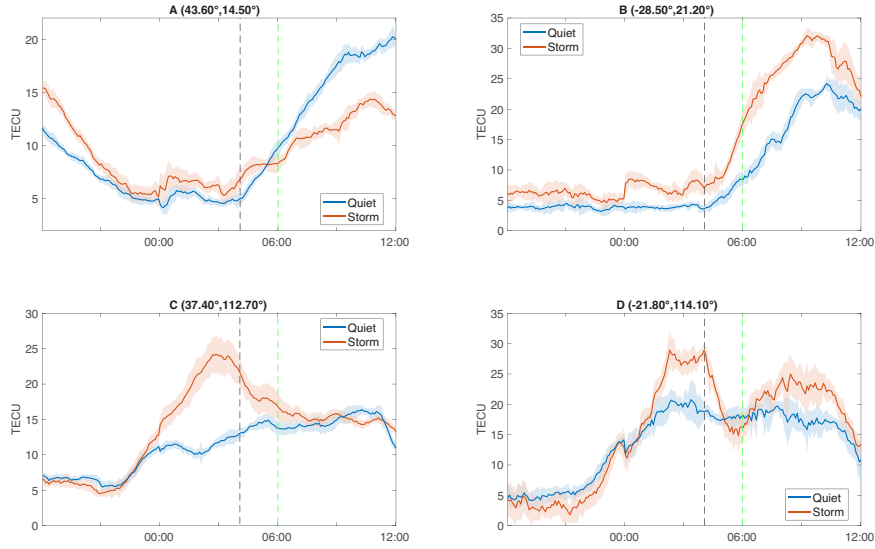 A (43.60°,14.50°)
TECU
20
15
10
5
00:00
06:00
12:00
Quiet
Storm
B (-28.50°,21.20°)
TECU
35
30
25
20
15
10
5
0
00:00
06:00
12:00
Quiet
Storm
C (37.40°,112.70°)
TECU
30
25
20
15
10
5
0
00:00
06:00
12:00
Quiet
Storm
D (-21.80°,114.10°)
TECU
35
30
25
20
15
10
5
0
00:00
06:00
12:00
Quiet
Storm